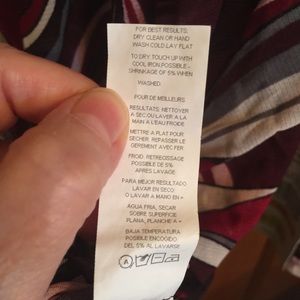 FOR BEST RESULTS:
DRY CLEAN OR HAND
WASH COLD LAY FLAT
TO DRY TOUCH UP WITH
COOL IRON POSSIBLE -
SHRINKAGE OF 5% WHEN
WASHED
POUR DE MEILLEURS
RESULTATS: NETTOYER
A SEC OU LAVER A LA
MAIN A L'EAU FROIDE
METTRE A PLAT POUR
SECHER, REPASSER LE
GEREMENT AVEC FER
FROID: RETRECISSAGE
POSSIBLE DE 5%
APRÈS LAVAGE
PARA MEJOR RESULTADO
LAVAR EN SECO
O LAVAR A MANO EN -
AGUA FRIA, SECAR
SOBRE SUPERFICIE
PLANA, PLANCHE A -
BAJA TEMPERATURA
POSIBLE ENCOGIDO
DEL 5% AL LAVARSE
A